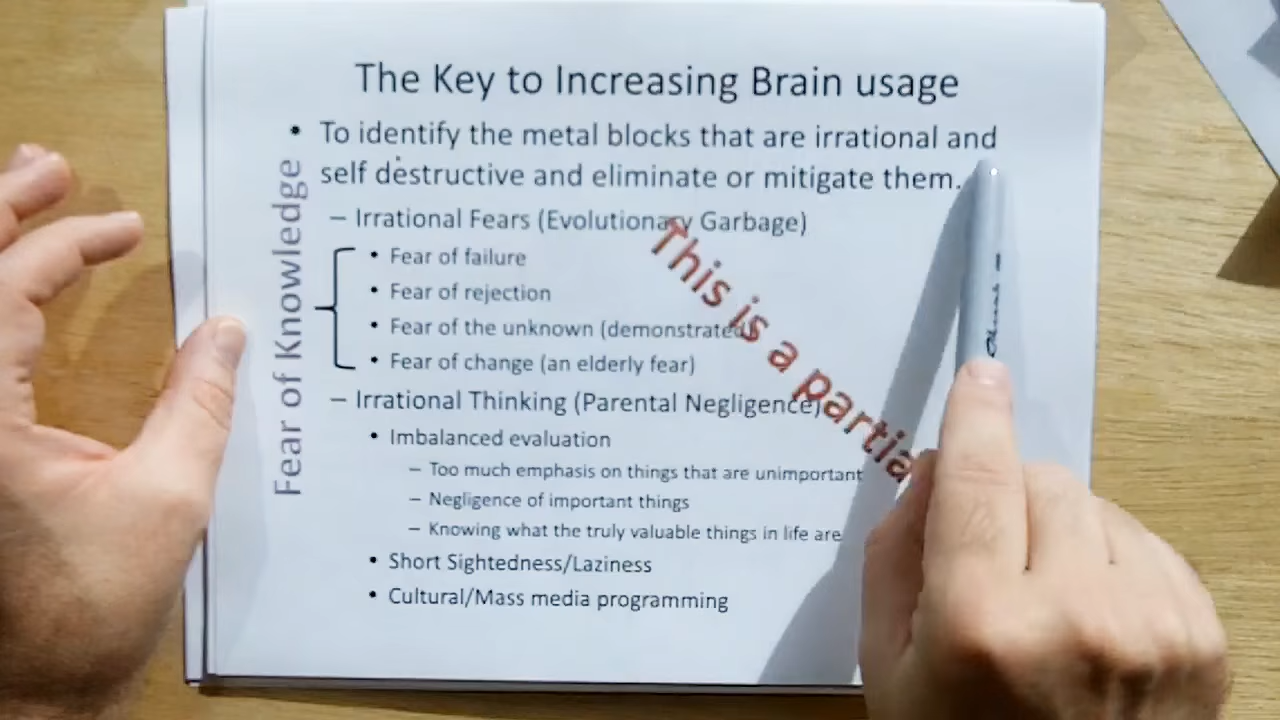 The Key to Increasing Brain usage
• To identify the metal blocks that are irrational and
self destructive and eliminate or mitigate them.
– Irrational Fears (Evolutionary Garbage)
• Fear of failure
• Fear of rejection
• Fear of the unknown (demonstrated)
• Fear of change (an elderly fear)
– Irrational Thinking (Parental Negligence)
• Imbalanced evaluation
– Too much emphasis on things that are unimportant
– Negligence of important things
– Knowing what the truly valuable things in life are
• Short Sightedness/Laziness
• Cultural/Mass media programming
Fear of Knowledge
This is a partia